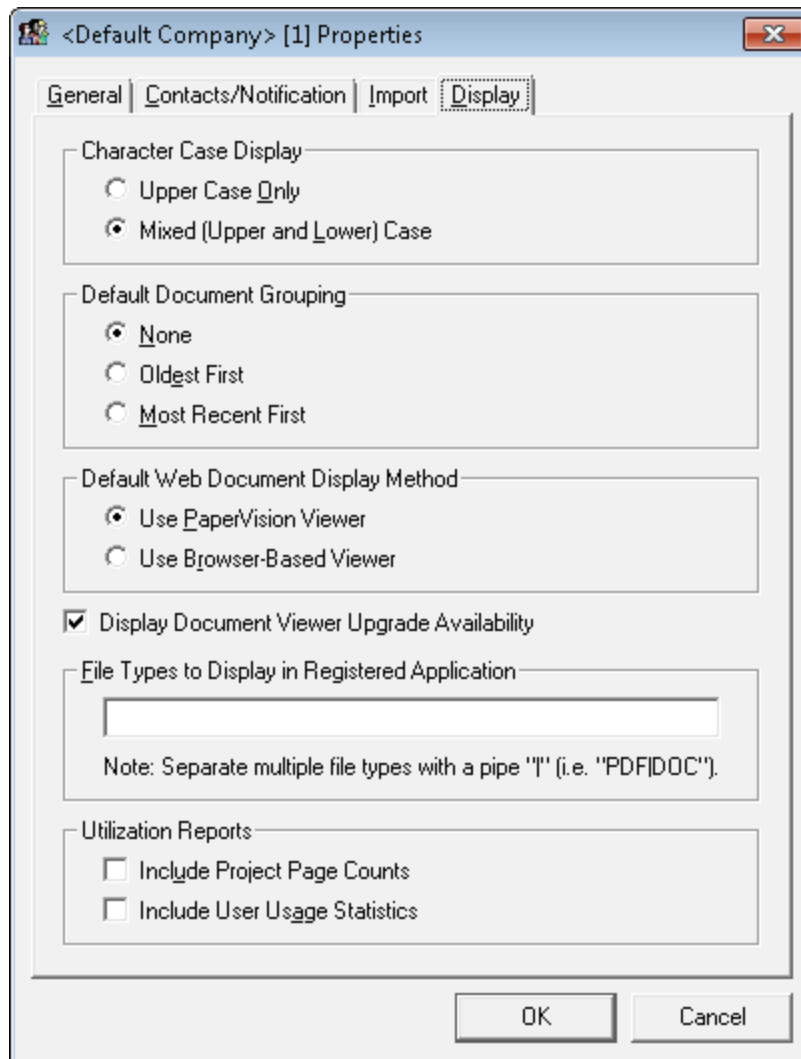 <Default Company> [1] Properties
General Contacts/Notification Import Display
Character Case Display
Upper Case Only
Mixed (Upper and Lower) Case
Default Document Grouping
None
Oldest First
Most Recent First
Default Web Document Display Method
Use PaperVision Viewer
Use Browser-Based Viewer
Display Document Viewer Upgrade Availability
File Types to Display in Registered Application
Note: Separate multiple file types with a pipe "|" (i.e. "PDF|DOC").
Utilization Reports
Include Project Page Counts
Include User Usage Statistics
OK Cancel